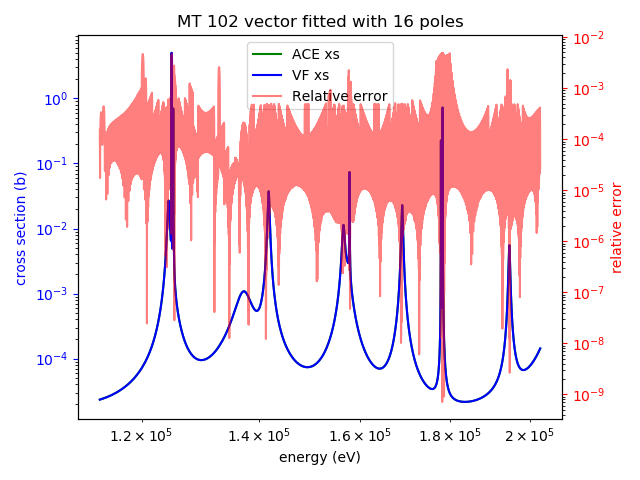 MT 102 vector fitted with 16 poles
ACE xs
VF xs
Relative error
cross section (b)
10⁰
10⁻¹
10⁻²
10⁻³
10⁻⁴
relative error
10⁻²
10⁻³
10⁻⁴
10⁻⁵
10⁻⁶
10⁻⁷
10⁻⁸
10⁻⁹
1.2 × 10⁵ 1.4 × 10⁵ 1.6 × 10⁵ 1.8 × 10⁵ 2 × 10⁵
energy (eV)